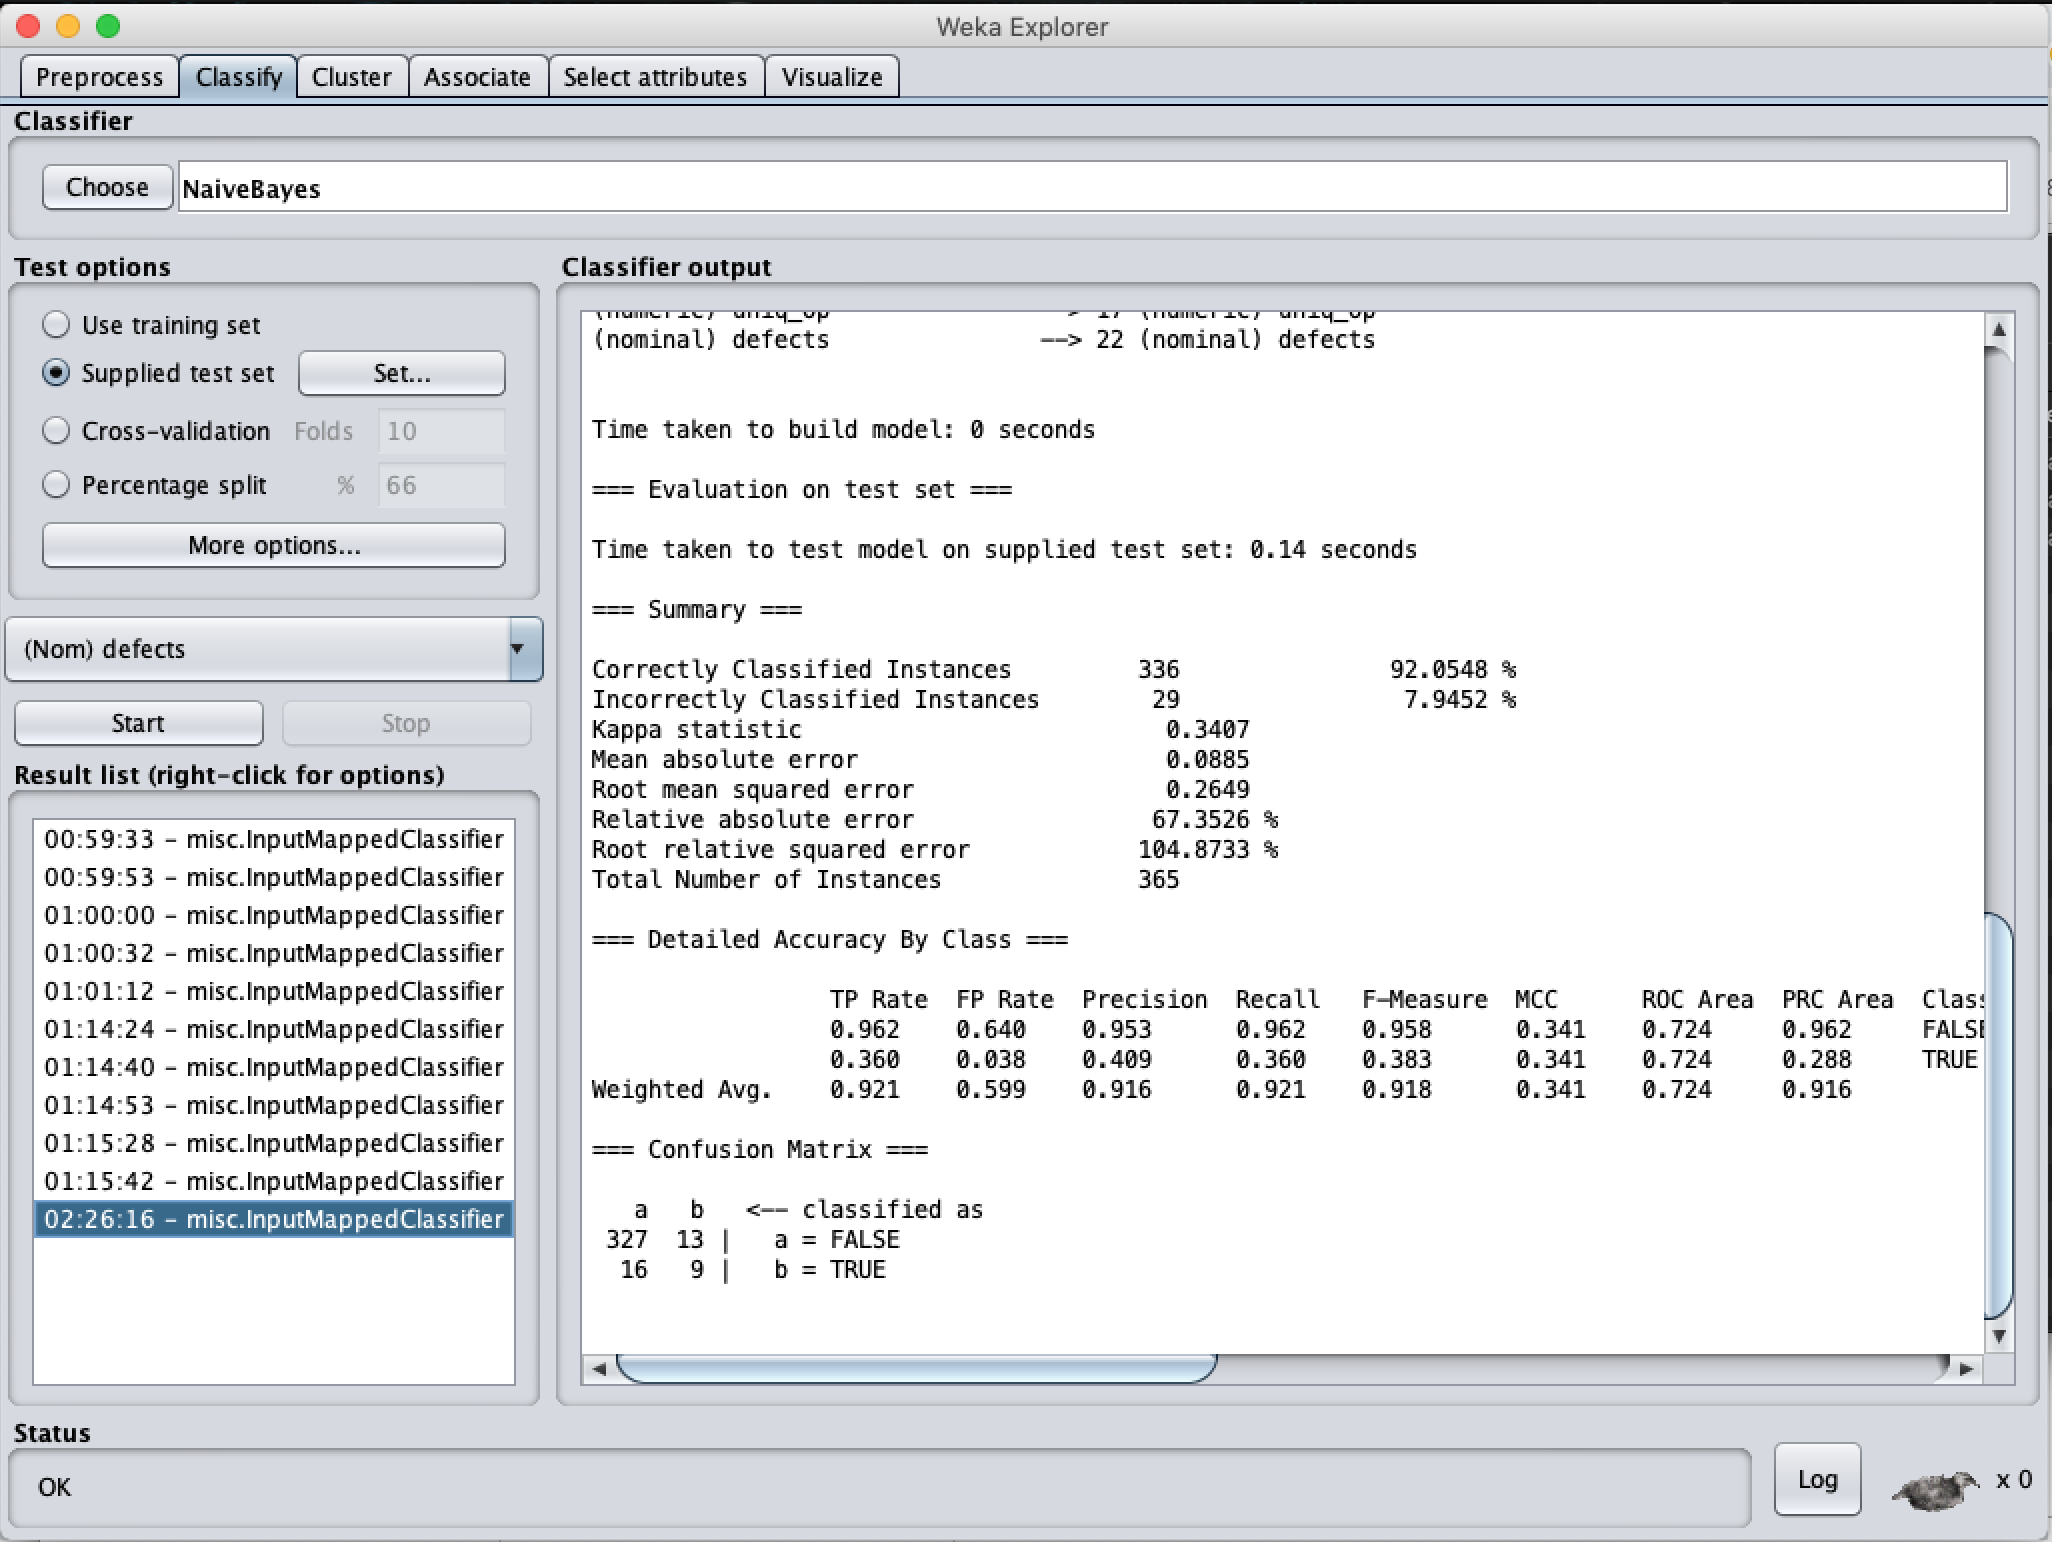 Weka Explorer
Preprocess Classify Cluster Associate Select attributes Visualize
Classifier
Choose NaiveBayes
Test options
Use training set
Supplied test set Set...
Cross-validation Folds 10
Percentage split % 66
More options...
(Nom) defects
Start Stop
Result list (right-click for options)
00:59:33 - misc.InputMappedClassifier
00:59:53 - misc.InputMappedClassifier
01:00:00 - misc.InputMappedClassifier
01:00:32 - misc.InputMappedClassifier
01:01:12 - misc.InputMappedClassifier
01:14:24 - misc.InputMappedClassifier
01:14:40 - misc.InputMappedClassifier
01:14:53 - misc.InputMappedClassifier
01:15:28 - misc.InputMappedClassifier
01:15:42 - misc.InputMappedClassifier
02:26:16 - misc.InputMappedClassifier
Classifier output
(numeric) uniq_op --> 17 (numeric) uniq_op
(nominal) defects --> 22 (nominal) defects
Time taken to build model: 0 seconds
=== Evaluation on test set ===
Time taken to test model on supplied test set: 0.14 seconds
=== Summary ===
Correctly Classified Instances 336 92.0548 %
Incorrectly Classified Instances 29 7.9452 %
Kappa statistic 0.3407
Mean absolute error 0.0885
Root mean squared error 0.2649
Relative absolute error 67.3526 %
Root relative squared error 104.8733 %
Total Number of Instances 365
=== Detailed Accuracy By Class ===
TP Rate FP Rate Precision Recall F-Measure MCC ROC Area PRC Area Clas
0.962 0.640 0.953 0.962 0.958 0.341 0.724 0.962 FALSE
0.360 0.038 0.409 0.360 0.383 0.341 0.724 0.288 TRUE
Weighted Avg. 0.921 0.599 0.916 0.921 0.918 0.341 0.724 0.916
=== Confusion Matrix ===
a b <-- classified as
327 13 | a = FALSE
16 9 | b = TRUE
Status
OK
Log x 0